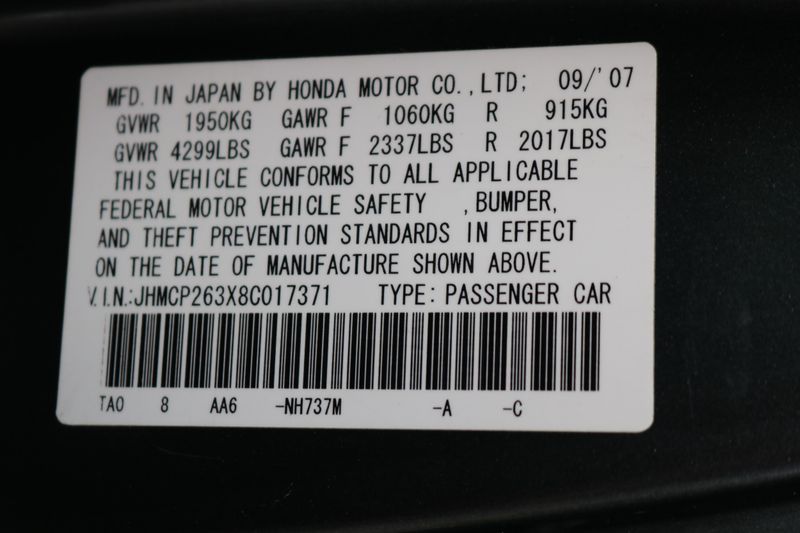 MFD. IN JAPAN BY HONDA MOTOR CO.,LTD; 09/'07
GVWR 1950KG GAWR F 1060KG R 915KG
GVWR 4299LBS GAWR F 2337LBS R 2017LBS
THIS VEHICLE CONFORMS TO ALL APPLICABLE
FEDERAL MOTOR VEHICLE SAFETY ,BUMPER,
AND THEFT PREVENTION STANDARDS IN EFFECT
ON THE DATE OF MANUFACTURE SHOWN ABOVE.
V.I.N.:JHMCP263X8C017371 TYPE: PASSENGER CAR
TA0 8 AA6 -NH737M -A -C